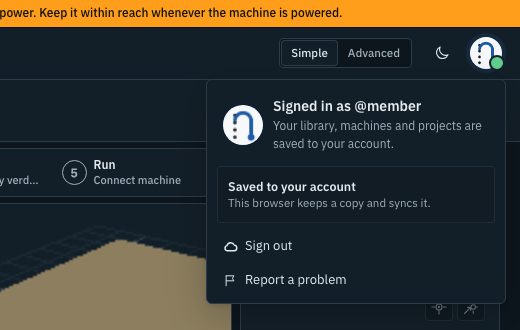 power. Keep it within reach whenever the machine is powered.
Simple Advanced
Signed in as @member
Your library, machines and projects are
saved to your account.
Saved to your account
This browser keeps a copy and syncs it.
Sign out
Report a problem
5 Run
Connect machine